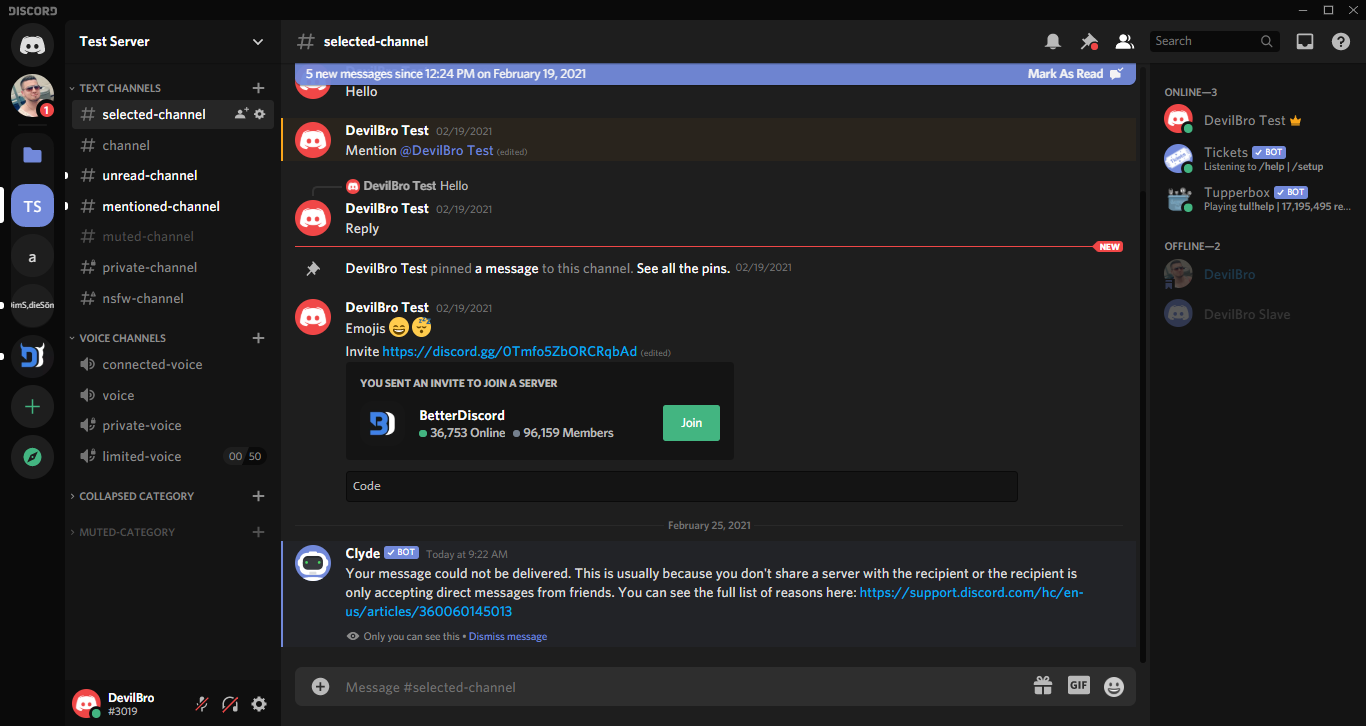 DISCORD
1
TS
a
Test Server
TEXT CHANNELS
selected-channel
channel
unread-channel
mentioned-channel
muted-channel
private-channel
nsfw-channel
VOICE CHANNELS
connected-voice
voice
private-voice
limited-voice 00 50
COLLAPSED CATEGORY
MUTED-CATEGORY
DevilBro
#3019
selected-channel
Search
5 new messages since 12:24 PM on February 19, 2021 Mark As Read
Hello
DevilBro Test 02/19/2021
Mention @DevilBro Test (edited)
DevilBro Test Hello
DevilBro Test 02/19/2021
Reply
NEW
DevilBro Test pinned a message to this channel. See all the pins. 02/19/2021
DevilBro Test 02/19/2021
Emojis 😄😴
Invite https://discord.gg/0Tmfo5ZbORCRqbAd (edited)
YOU SENT AN INVITE TO JOIN A SERVER
BetterDiscord
36,753 Online 96,159 Members
Join
Code
February 25, 2021
Clyde BOT Today at 9:22 AM
Your message could not be delivered. This is usually because you don't share a server with the recipient or the recipient is
only accepting direct messages from friends. You can see the full list of reasons here: https://support.discord.com/hc/en-
us/articles/360060145013
Only you can see this • Dismiss message
Message #selected-channel
GIF
ONLINE—3
DevilBro Test
Tickets BOT
Listening to /help | /setup
Tupperbox BOT
Playing tul!help | 17,195,495 re...
OFFLINE—2
DevilBro
DevilBro Slave